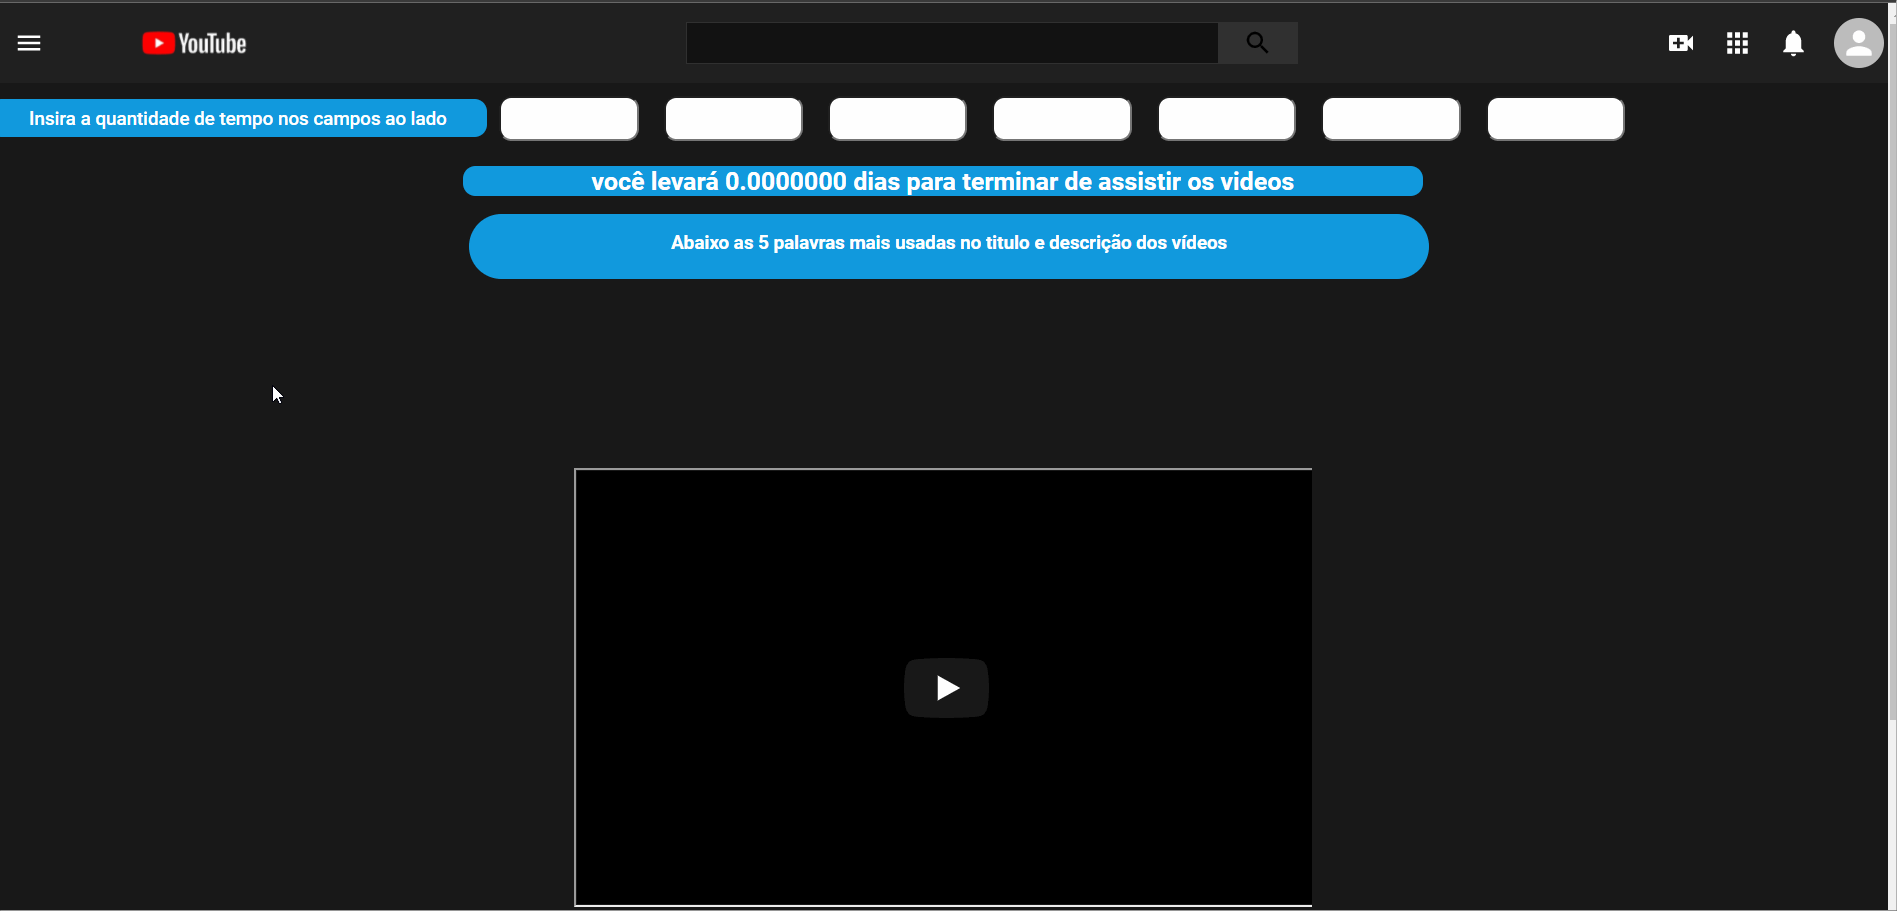 YouTube
Insira a quantidade de tempo nos campos ao lado
você levará 0.0000000 dias para terminar de assistir os videos
Abaixo as 5 palavras mais usadas no titulo e descrição dos vídeos